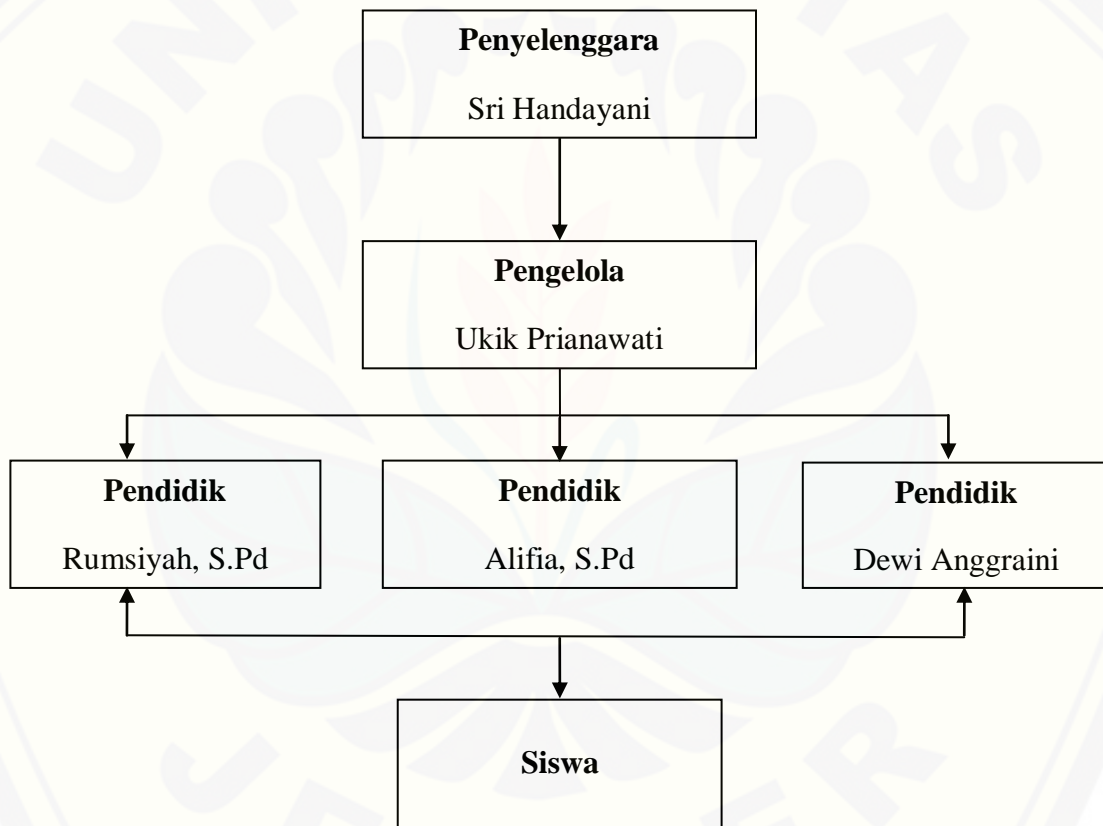 Penyelenggara
Sri Handayani
Pengelola
Ukik Prianawati
Pendidik
Rumsiyah, S.Pd
Pendidik
Alifia, S.Pd
Pendidik
Dewi Anggraini
Siswa